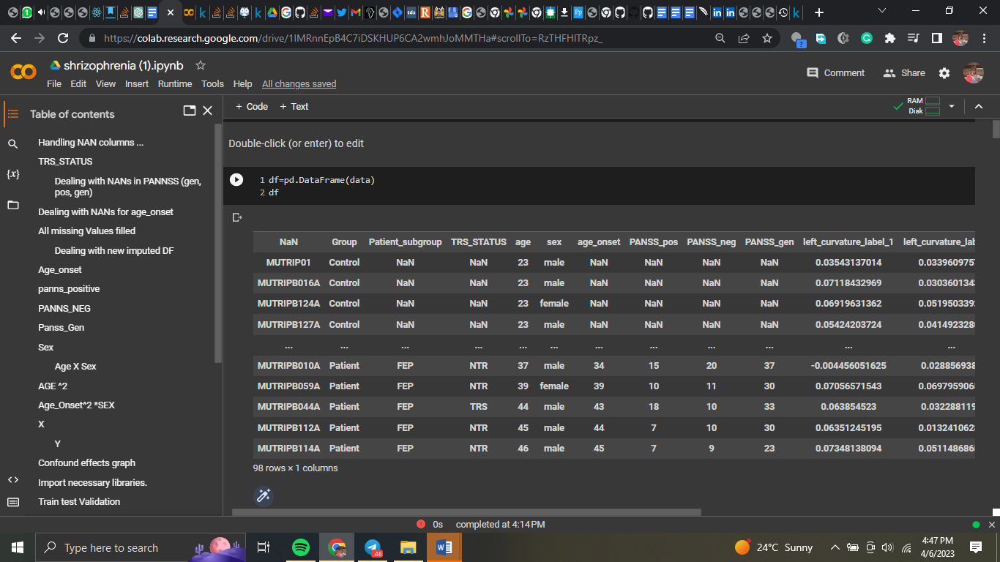 https://colab.research.google.com/drive/1IMRnnEpB4C7iDSKHUP6CA2wmhJoMMTHa#scrollTo=RzTHFHITRpz_
shrizophrenia (1).ipynb
Comment
Share
File Edit View Insert Runtime Tools Help All changes saved
Table of contents
+ Code + Text
RAM
Disk
Handling NAN columns ...
TRS_STATUS
Dealing with NANs in PANNSS (gen,
pos, gen)
Dealing with NANs for age_onset
All missing Values filled
Dealing with new imputed DF
Age_onset
panns_positive
PANNS_NEG
Panss_Gen
Sex
Age X Sex
AGE ^2
Age_Onset^2 *SEX
X
Y
Confound effects graph
Import necessary libraries.
Train test Validation
Double-click (or enter) to edit
1 df=pd.DataFrame(data)
2 df
NaN Group Patient_subgroup TRS_STATUS age sex age_onset PANSS_pos PANSS_neg PANSS_gen left_curvature_label_1 left_curvature_lab
MUTRIP01 Control NaN NaN 23 male NaN NaN NaN NaN 0.03543137014 0.033960975
MUTRIPB016A Control NaN NaN 23 male NaN NaN NaN NaN 0.07118432969 0.030360134
MUTRIPB124A Control NaN NaN 23 female NaN NaN NaN NaN 0.06919631362 0.051950339
MUTRIPB127A Control NaN NaN 23 male NaN NaN NaN NaN 0.05424203724 0.041492328
... ... ... ... ... ... ... ... ... ... ... ...
MUTRIPB010A Patient FEP NTR 37 male 34 15 20 37 -0.004456051625 0.028856938
MUTRIPB059A Patient FEP NTR 39 female 39 10 11 30 0.07056571543 0.069795906
MUTRIPB044A Patient FEP TRS 44 male 43 18 10 33 0.063854523 0.032288119
MUTRIPB112A Patient FEP NTR 45 male 44 7 10 30 0.06351245195 0.013241062
MUTRIPB114A Patient FEP NTR 46 male 45 7 9 23 0.07348138094 0.051148686
98 rows × 1 columns
0s completed at 4:14 PM
Type here to search
24°C Sunny
4:47 PM
4/6/2023